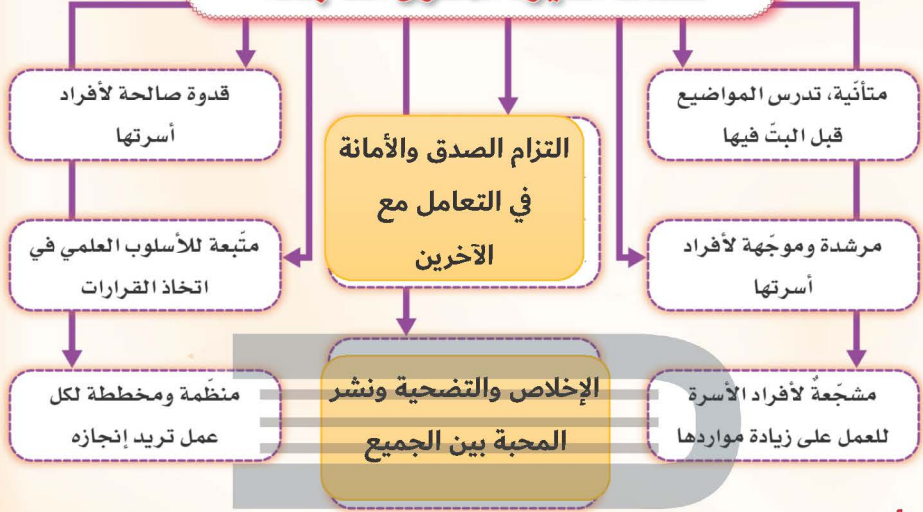 متأنّية، تدرس المواضيع
قبل البتّ فيها
التزام الصدق والأمانة
في التعامل مع
الآخرين
قدوة صالحة لأفراد
أسرتها
مرشدة وموجّهة لأفراد
أسرتها
متّبعة للأسلوب العلمي في
اتخاذ القرارات
مشجّعةٌ لأفراد الأسرة
للعمل على زيادة مواردها
الإخلاص والتضحية ونشر
المحبة بين الجميع
منظّمة ومخططة لكل
عمل تريد إنجازه